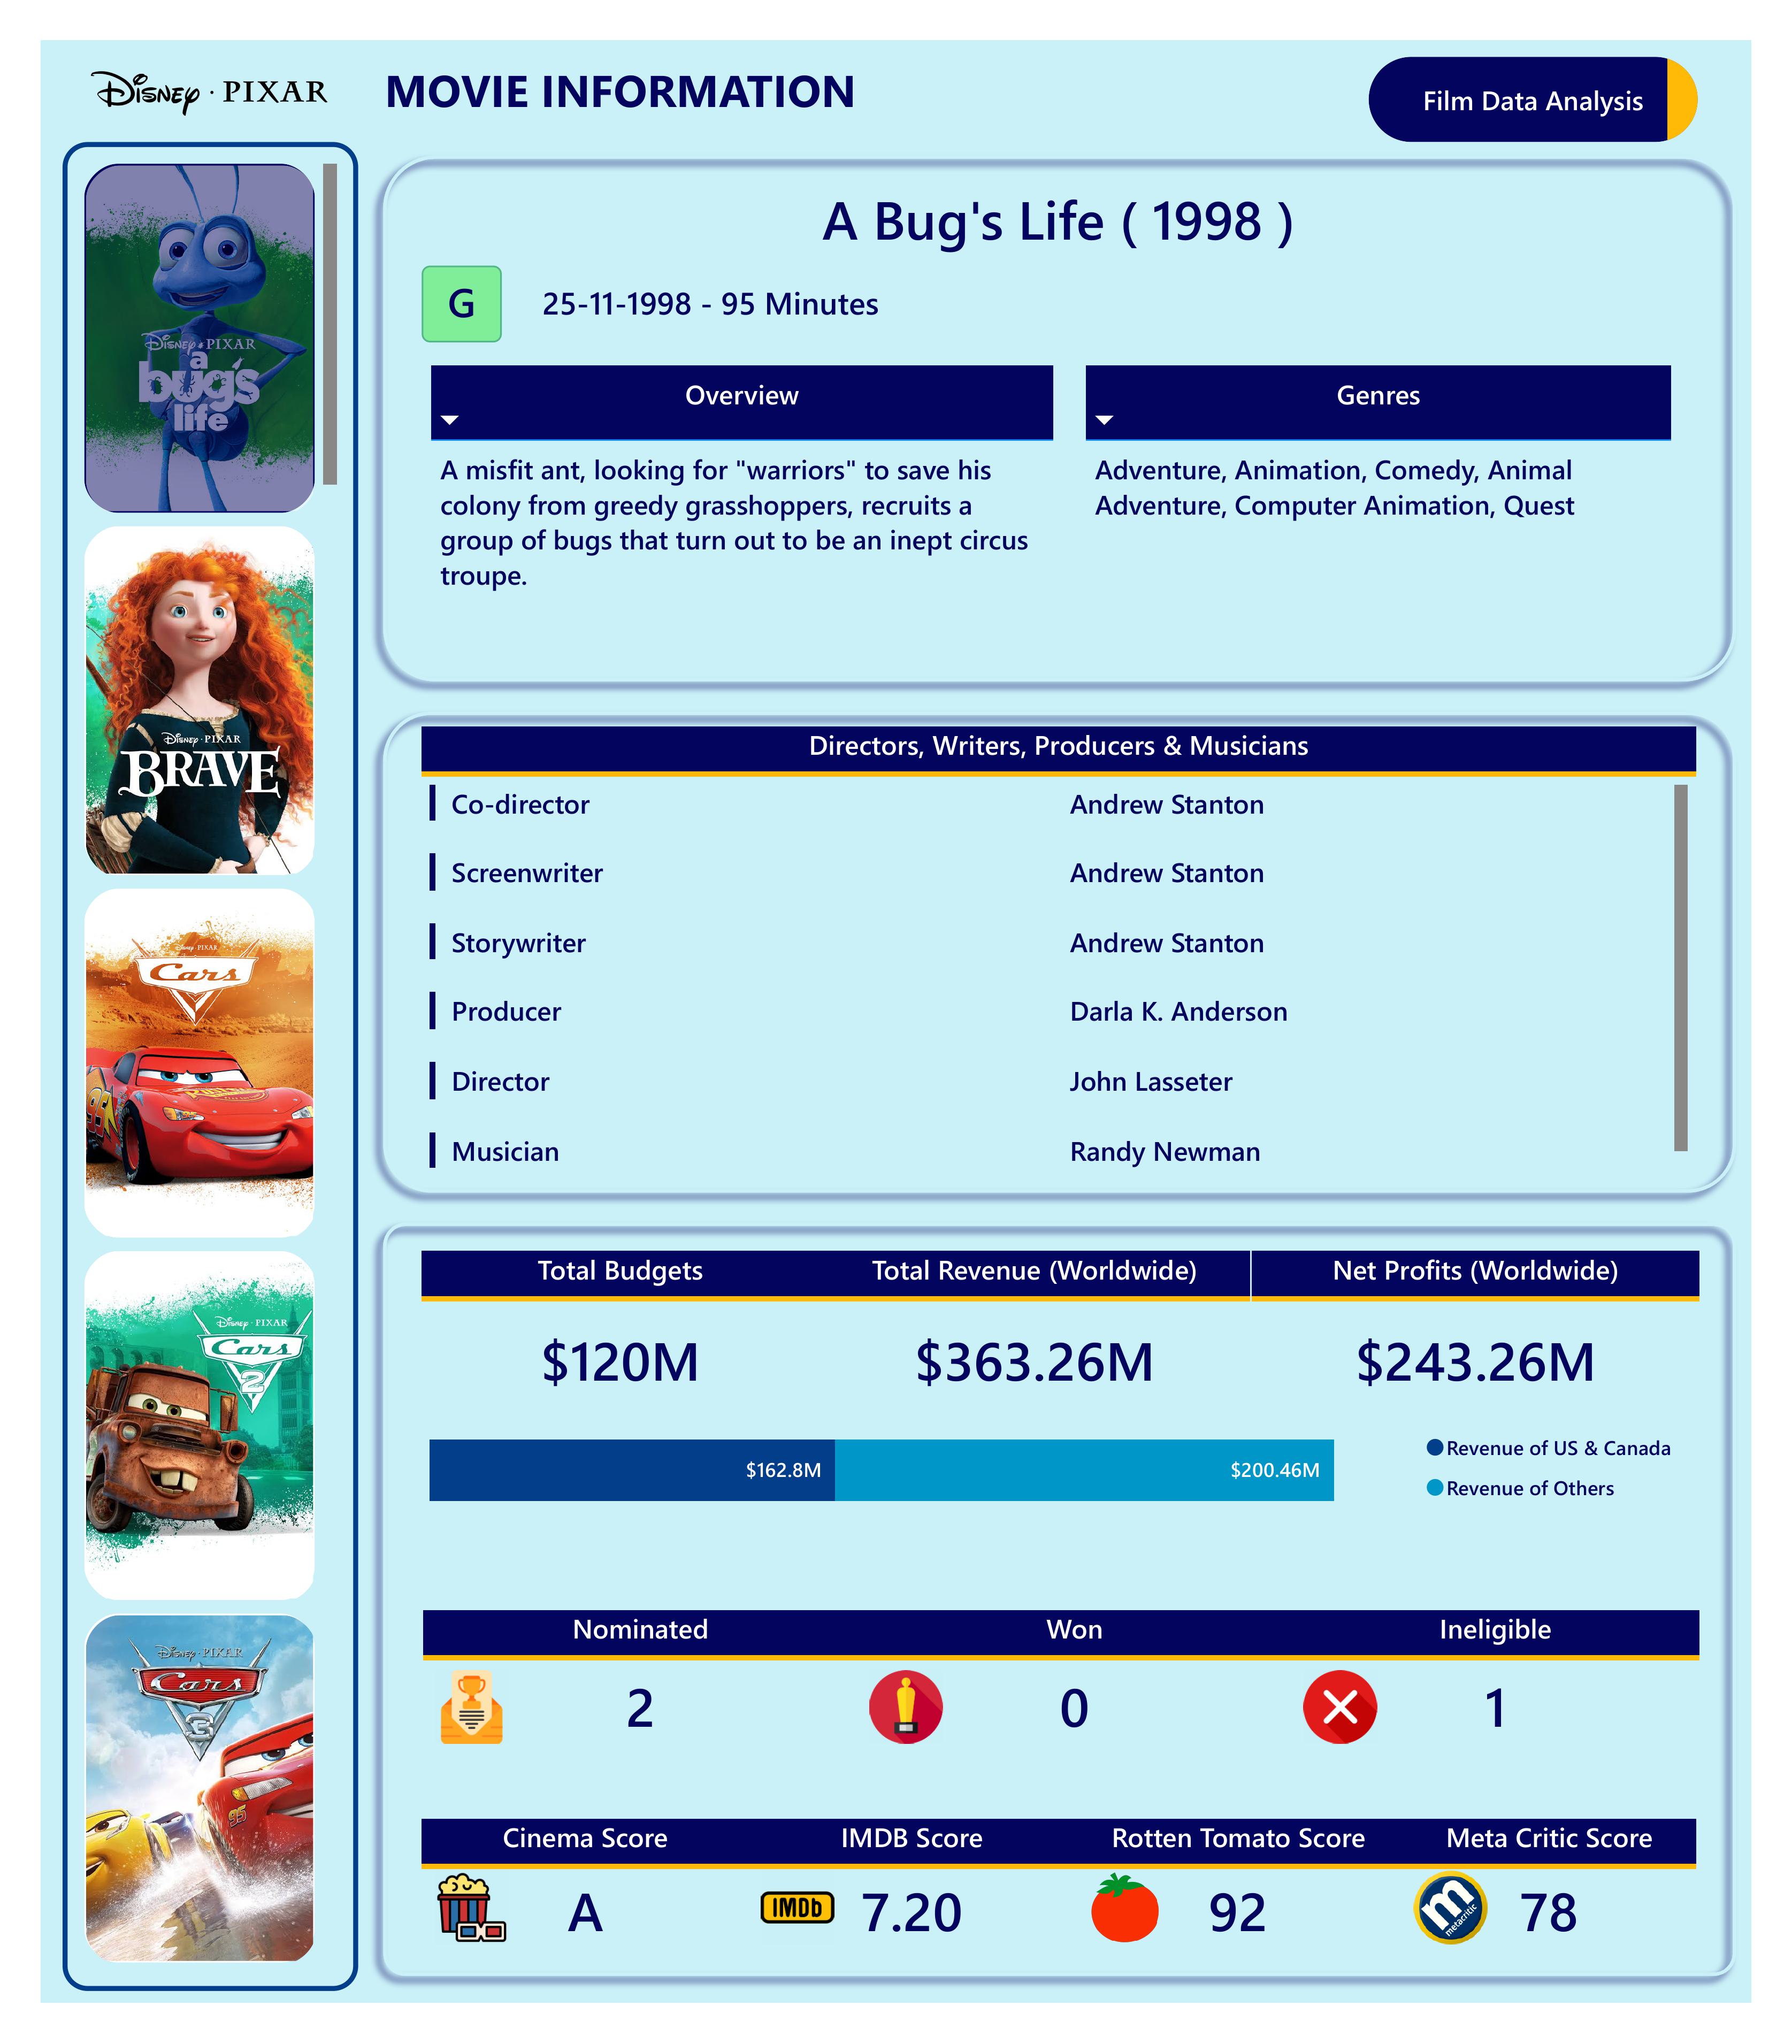 Disney · PIXAR
MOVIE INFORMATION
Film Data Analysis
Disney PIXAR
a
bug's
life
Disney · PIXAR
BRAVE
Disney · PIXAR
Cars
95
Disney · PIXAR
Cars
2
Disney · PIXAR
Cars
3
95
A Bug's Life ( 1998 )
G
25-11-1998 - 95 Minutes
Overview
A misfit ant, looking for "warriors" to save his
colony from greedy grasshoppers, recruits a
group of bugs that turn out to be an inept circus
troupe.
Genres
Adventure, Animation, Comedy, Animal
Adventure, Computer Animation, Quest
Directors, Writers, Producers & Musicians
Co-director Andrew Stanton
Screenwriter Andrew Stanton
Storywriter Andrew Stanton
Producer Darla K. Anderson
Director John Lasseter
Musician Randy Newman
Total Budgets Total Revenue (Worldwide) Net Profits (Worldwide)
$120M $363.26M $243.26M
$162.8M $200.46M
Revenue of US & Canada
Revenue of Others
Nominated Won Ineligible
2 0 1
Cinema Score IMDB Score Rotten Tomato Score Meta Critic Score
A IMDb 7.20 92 m metacritic 78